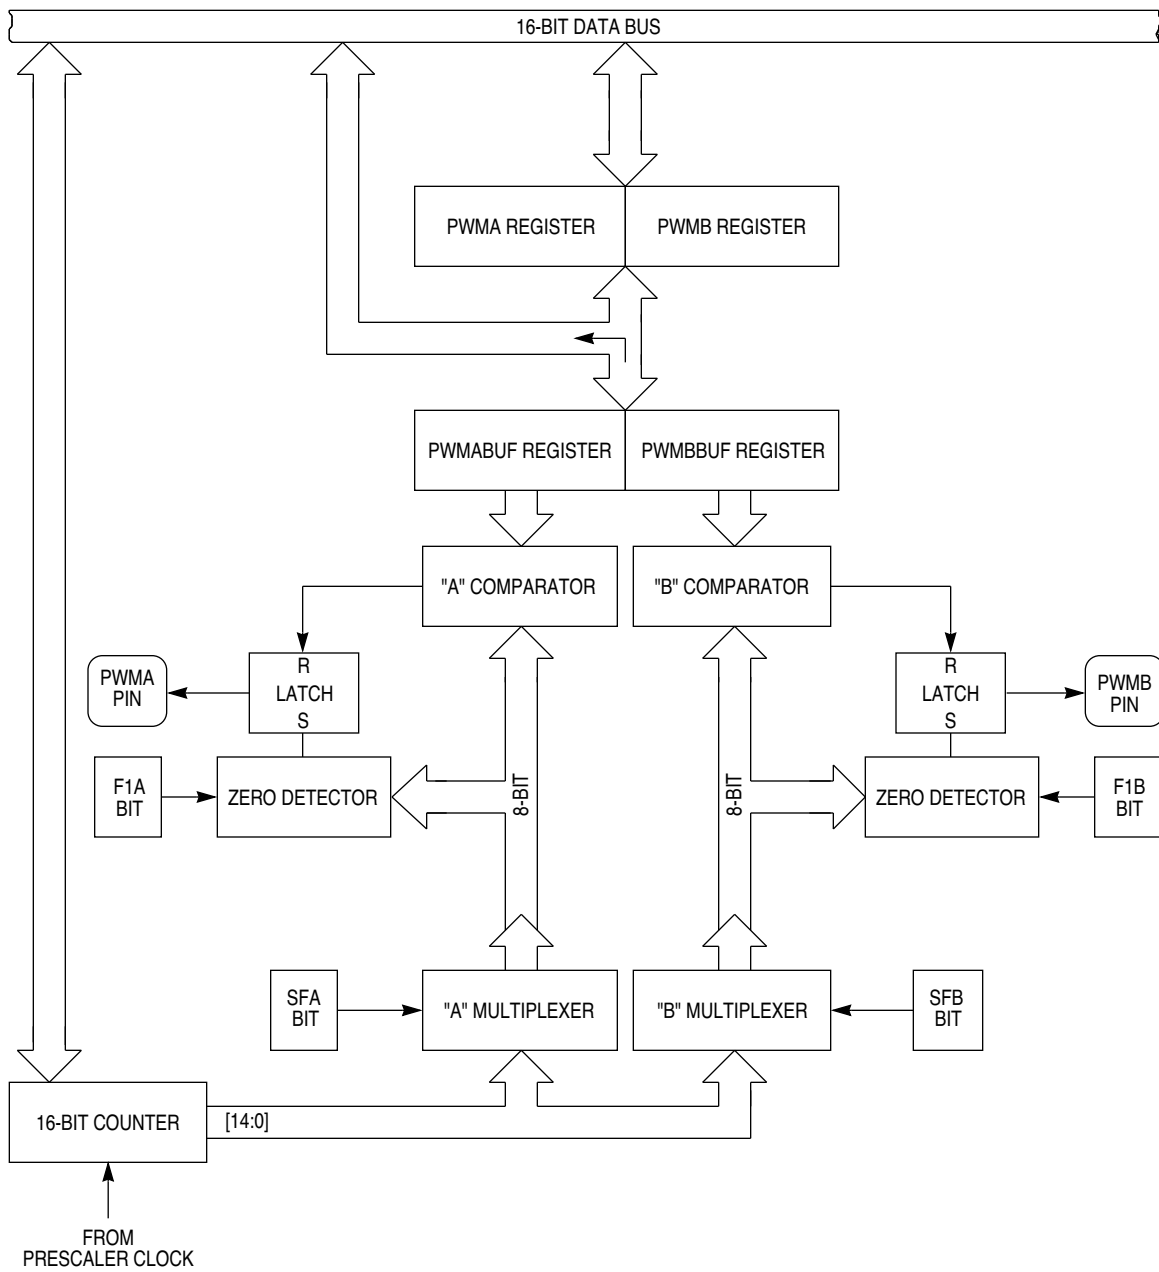 16-BIT DATA BUS
PWMA REGISTER
PWMB REGISTER
PWMABUF REGISTER
PWMBBUF REGISTER
"A" COMPARATOR
"B" COMPARATOR
PWMA
PIN
R
LATCH
S
R
LATCH
S
PWMB
PIN
F1A
BIT
ZERO DETECTOR
8-BIT
8-BIT
ZERO DETECTOR
F1B
BIT
SFA
BIT
"A" MULTIPLEXER
"B" MULTIPLEXER
SFB
BIT
16-BIT COUNTER
[14:0]
FROM
PRESCALER CLOCK